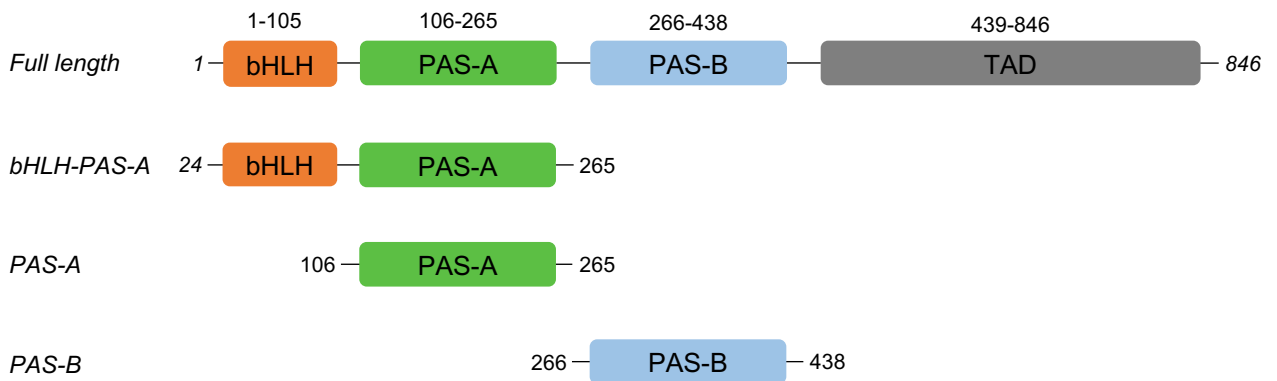 1-105 106-265 266-438 439-846
Full length 1 bHLH PAS-A PAS-B TAD 846
bHLH-PAS-A 24 bHLH PAS-A 265
PAS-A 106 PAS-A 265
PAS-B 266 PAS-B 438